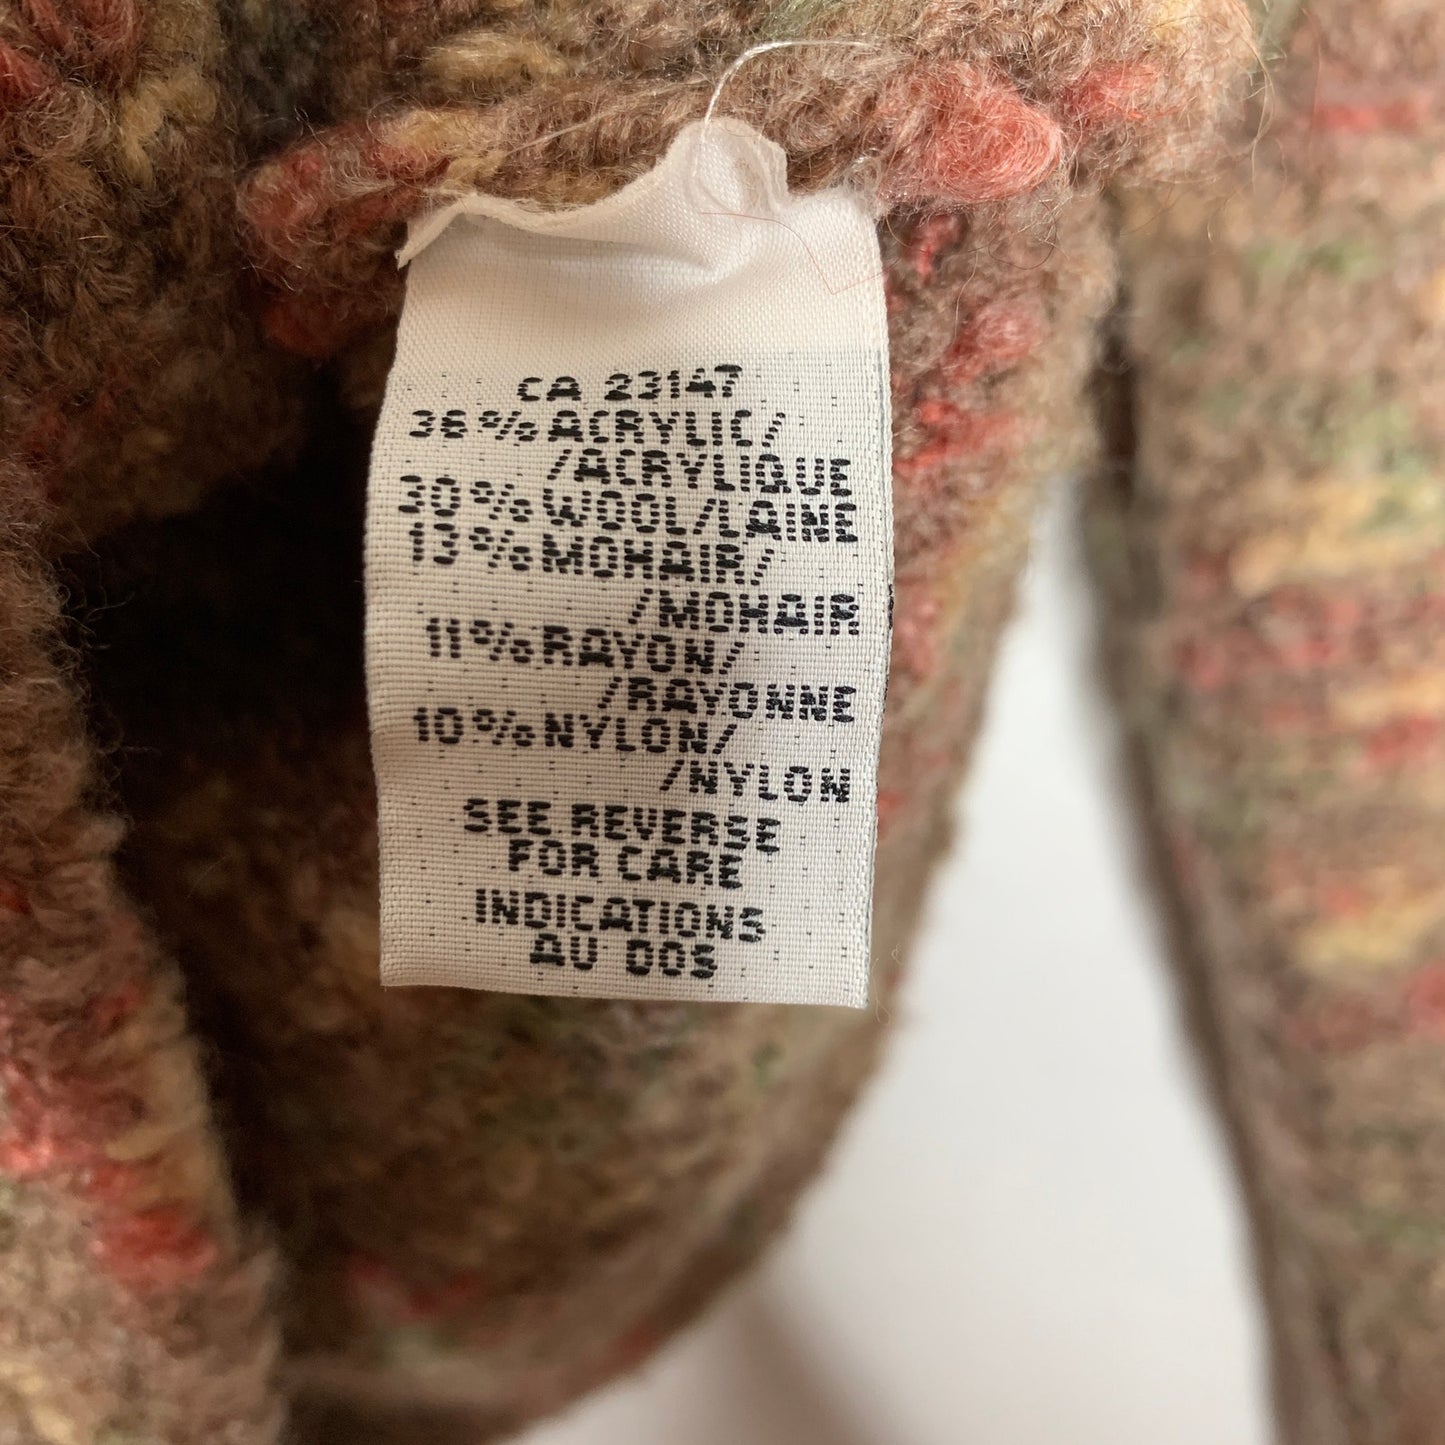 CA 23147
36% ACRYLIC/
/ACRYLIQUE
30% WOOL/LAINE
13% MOHAIR/
/MOHAIR
11% RAYON/
/RAYONNE
10% NYLON/
/NYLON
SEE REVERSE
FOR CARE
INDICATIONS
AU DOS